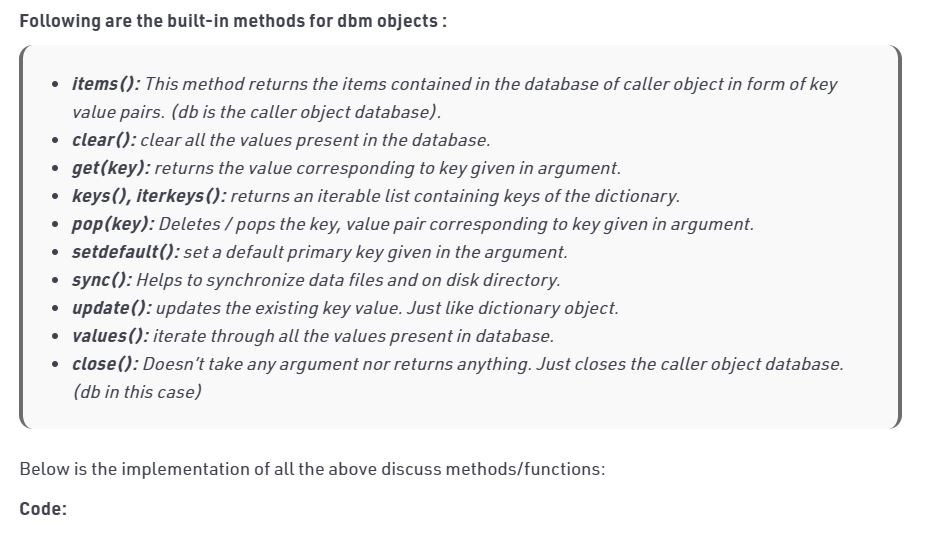 Following are the built-in methods for dbm objects :
• items(): This method returns the items contained in the database of caller object in form of key
value pairs. (db is the caller object database).
• clear(): clear all the values present in the database.
• get(key): returns the value corresponding to key given in argument.
• keys(), iterkeys(): returns an iterable list containing keys of the dictionary.
• pop(key): Deletes / pops the key, value pair corresponding to key given in argument.
• setdefault(): set a default primary key given in the argument.
• sync(): Helps to synchronize data files and on disk directory.
• update(): updates the existing key value. Just like dictionary object.
• values(): iterate through all the values present in database.
• close(): Doesn't take any argument nor returns anything. Just closes the caller object database.
(db in this case)
Below is the implementation of all the above discuss methods/functions:
Code: